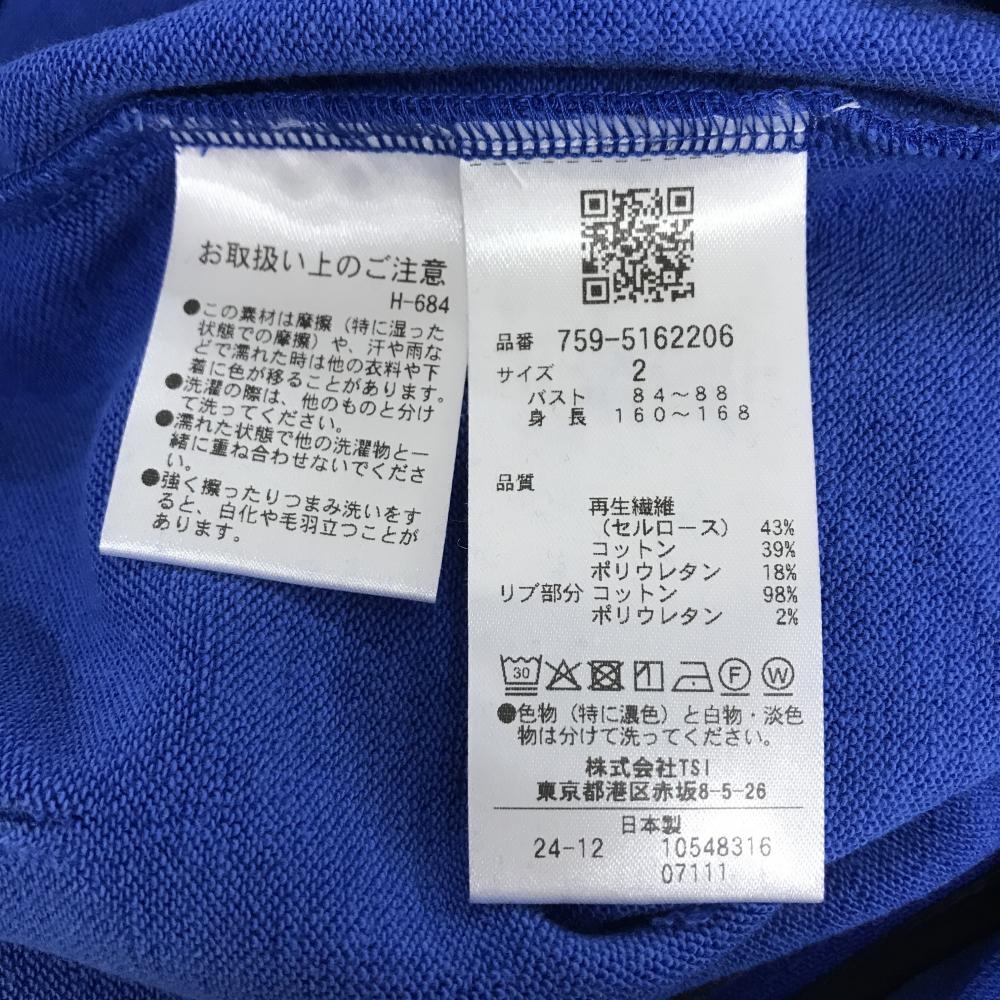 お取扱い上のご注意
H-684
●この素材は摩擦（特に湿った
状態での摩擦）や、汗や雨な
どで濡れた時は他の衣料や下
着に色が移ることがあります。
●洗濯の際は、他のものと分け
て洗ってください。
●濡れた状態で他の洗濯物と一
緒に重ね合わせないでくださ
い。
●強く擦ったりつまみ洗いをす
ると、白化や毛羽立つことが
あります。
品番 759-5162206
サイズ 2
バスト 84～88
身長 160～168
品質
再生繊維
（セルロース） 43%
コットン 39%
ポリウレタン 18%
リブ部分 コットン 98%
ポリウレタン 2%
30 F W
●色物（特に濃色）と白物・淡色
物は分けて洗ってください。
株式会社TSI
東京都港区赤坂8-5-26
日本製
24-12 10548316
07111